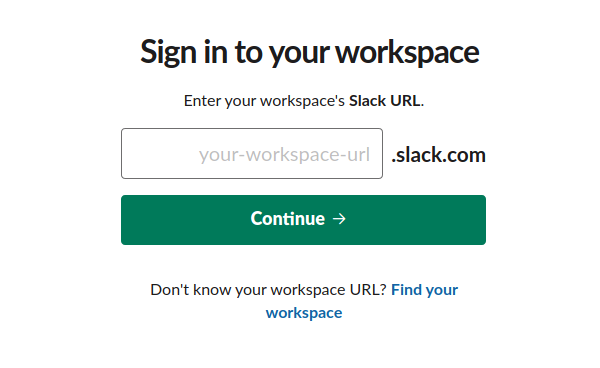 Sign in to your workspace
Enter your workspace's Slack URL.
your-workspace-url .slack.com
Continue →
Don't know your workspace URL? Find your
workspace